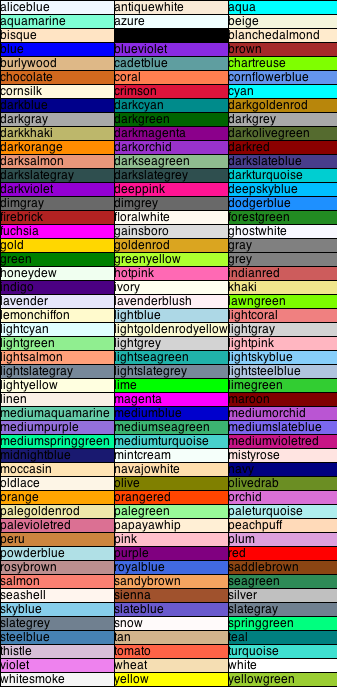 aliceblue antiquewhite aqua
aquamarine azure beige
bisque blanchedalmond
blue blueviolet brown
burlywood cadetblue chartreuse
chocolate coral cornflowerblue
cornsilk crimson cyan
darkblue darkcyan darkgoldenrod
darkgray darkgreen darkgrey
darkkhaki darkmagenta darkolivegreen
darkorange darkorchid darkred
darksalmon darkseagreen darkslateblue
darkslategray darkslategrey darkturquoise
darkviolet deeppink deepskyblue
dimgray dimgrey dodgerblue
firebrick floralwhite forestgreen
fuchsia gainsboro ghostwhite
gold goldenrod gray
green greenyellow grey
honeydew hotpink indianred
indigo ivory khaki
lavender lavenderblush lawngreen
lemonchiffon lightblue lightcoral
lightcyan lightgoldenrodyellow lightgray
lightgreen lightgrey lightpink
lightsalmon lightseagreen lightskyblue
lightslategray lightslategrey lightsteelblue
lightyellow lime limegreen
linen magenta maroon
mediumaquamarine mediumblue mediumorchid
mediumpurple mediumseagreen mediumslateblue
mediumspringgreen mediumturquoise mediumvioletred
midnightblue mintcream mistyrose
moccasin navajowhite navy
oldlace olive olivedrab
orange orangered orchid
palegoldenrod palegreen paleturquoise
palevioletred papayawhip peachpuff
peru pink plum
powderblue purple red
rosybrown royalblue saddlebrown
salmon sandybrown seagreen
seashell sienna silver
skyblue slateblue slategray
slategrey snow springgreen
steelblue tan teal
thistle tomato turquoise
violet wheat white
whitesmoke yellow yellowgreen